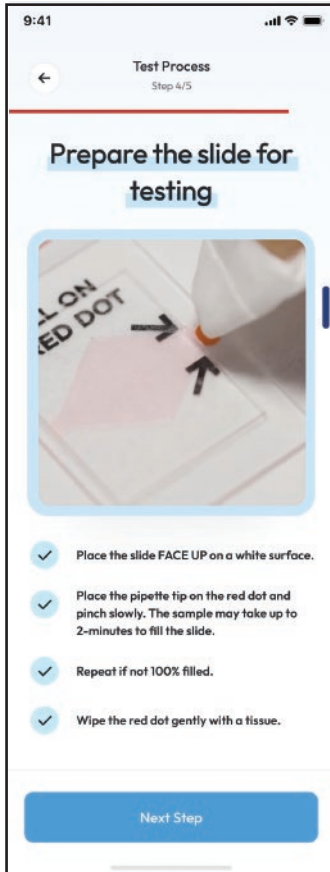 9:41
Test Process
Step 4/5
Prepare the slide for
testing
LL ON
RED DOT
Place the slide FACE UP on a white surface.
Place the pipette tip on the red dot and
pinch slowly. The sample may take up to
2-minutes to fill the slide.
Repeat if not 100% filled.
Wipe the red dot gently with a tissue.
Next Step